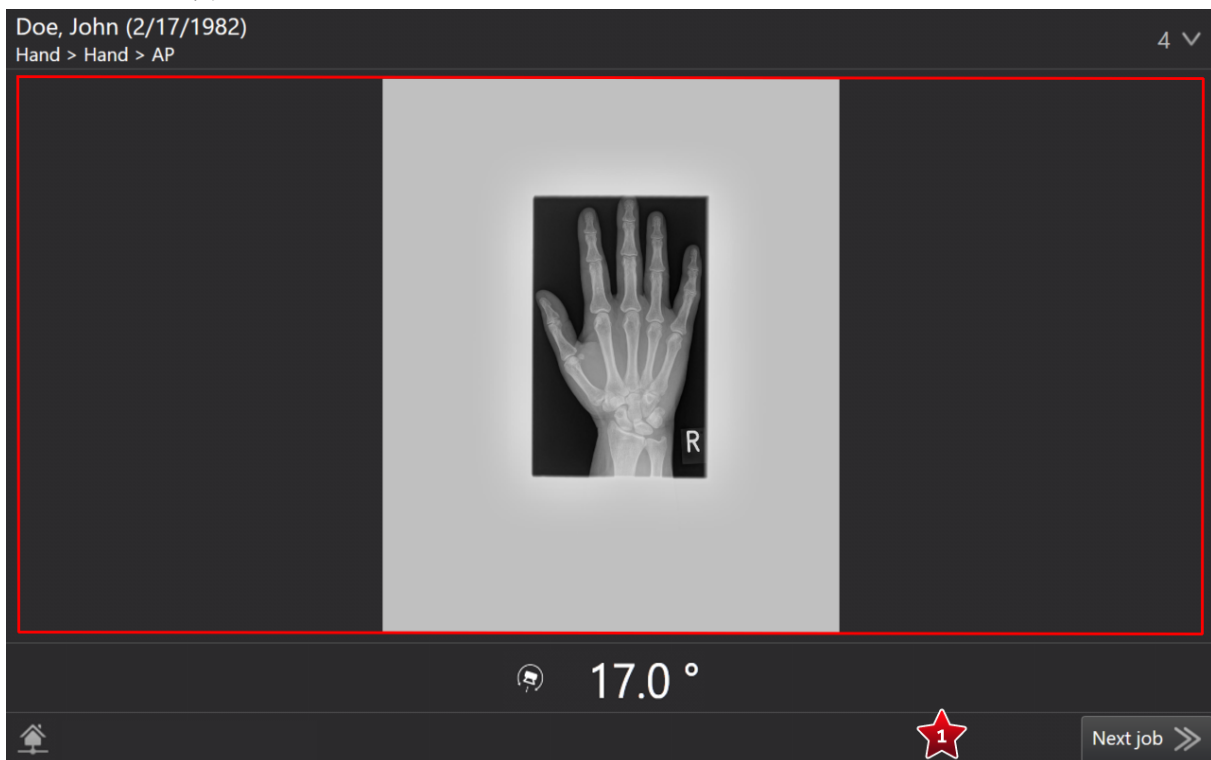 Doe, John (2/17/1982)
4
Hand > Hand > AP
R
17.0 °
1
Next job